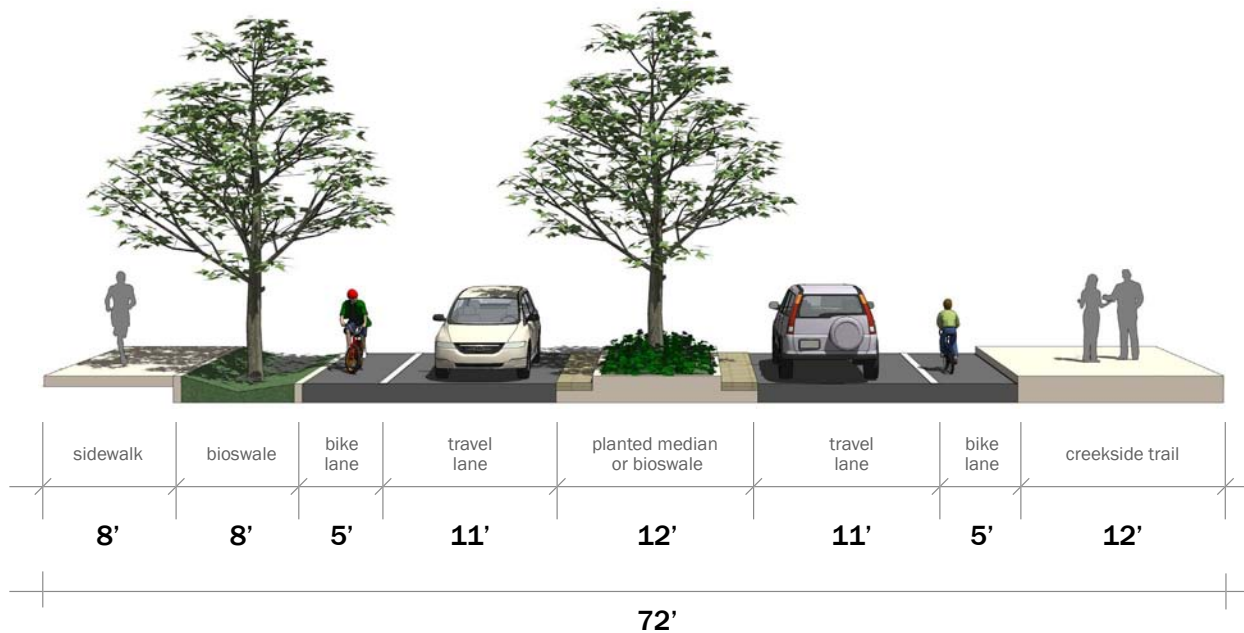 sidewalk
bioswale
bike
lane
travel
lane
planted median
or bioswale
travel
lane
bike
lane
creekside trail
8’
8’
5’
11’
12’
11’
5’
12’
72’